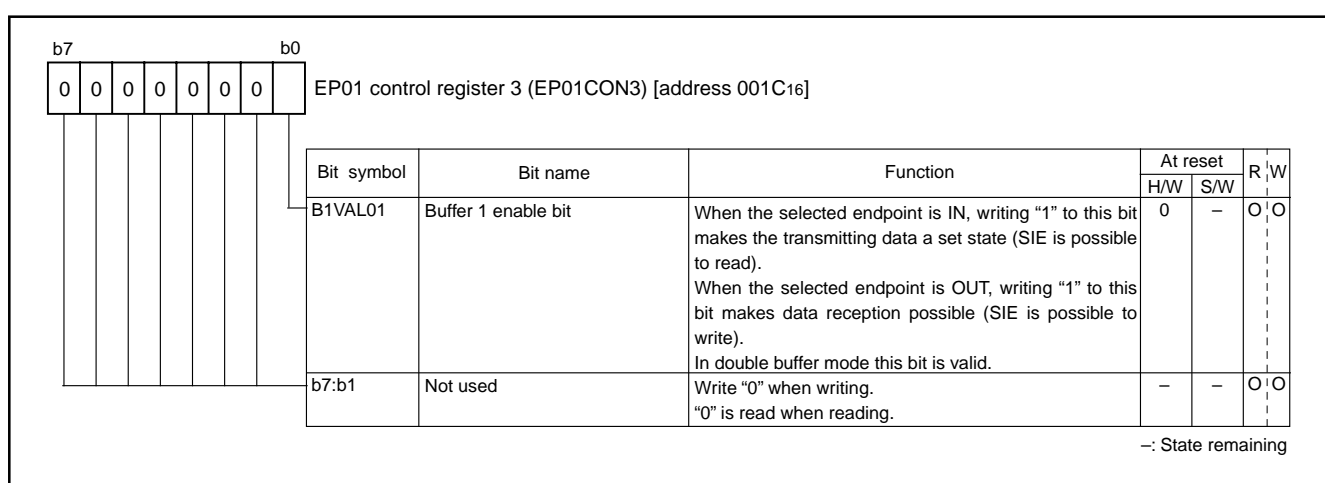 b7 b0
0 0 0 0 0 0 0 EP01 control register 3 (EP01CON3) [address 001C16]
Bit symbol Bit name Function At reset R W
H/W S/W
B1VAL01 Buffer 1 enable bit When the selected endpoint is IN, writing “1” to this bit 0 – O O
makes the transmitting data a set state (SIE is possible
to read).
When the selected endpoint is OUT, writing “1” to this
bit makes data reception possible (SIE is possible to
write).
In double buffer mode this bit is valid.
b7:b1 Not used Write “0” when writing. – – O O
“0” is read when reading.
–: State remaining